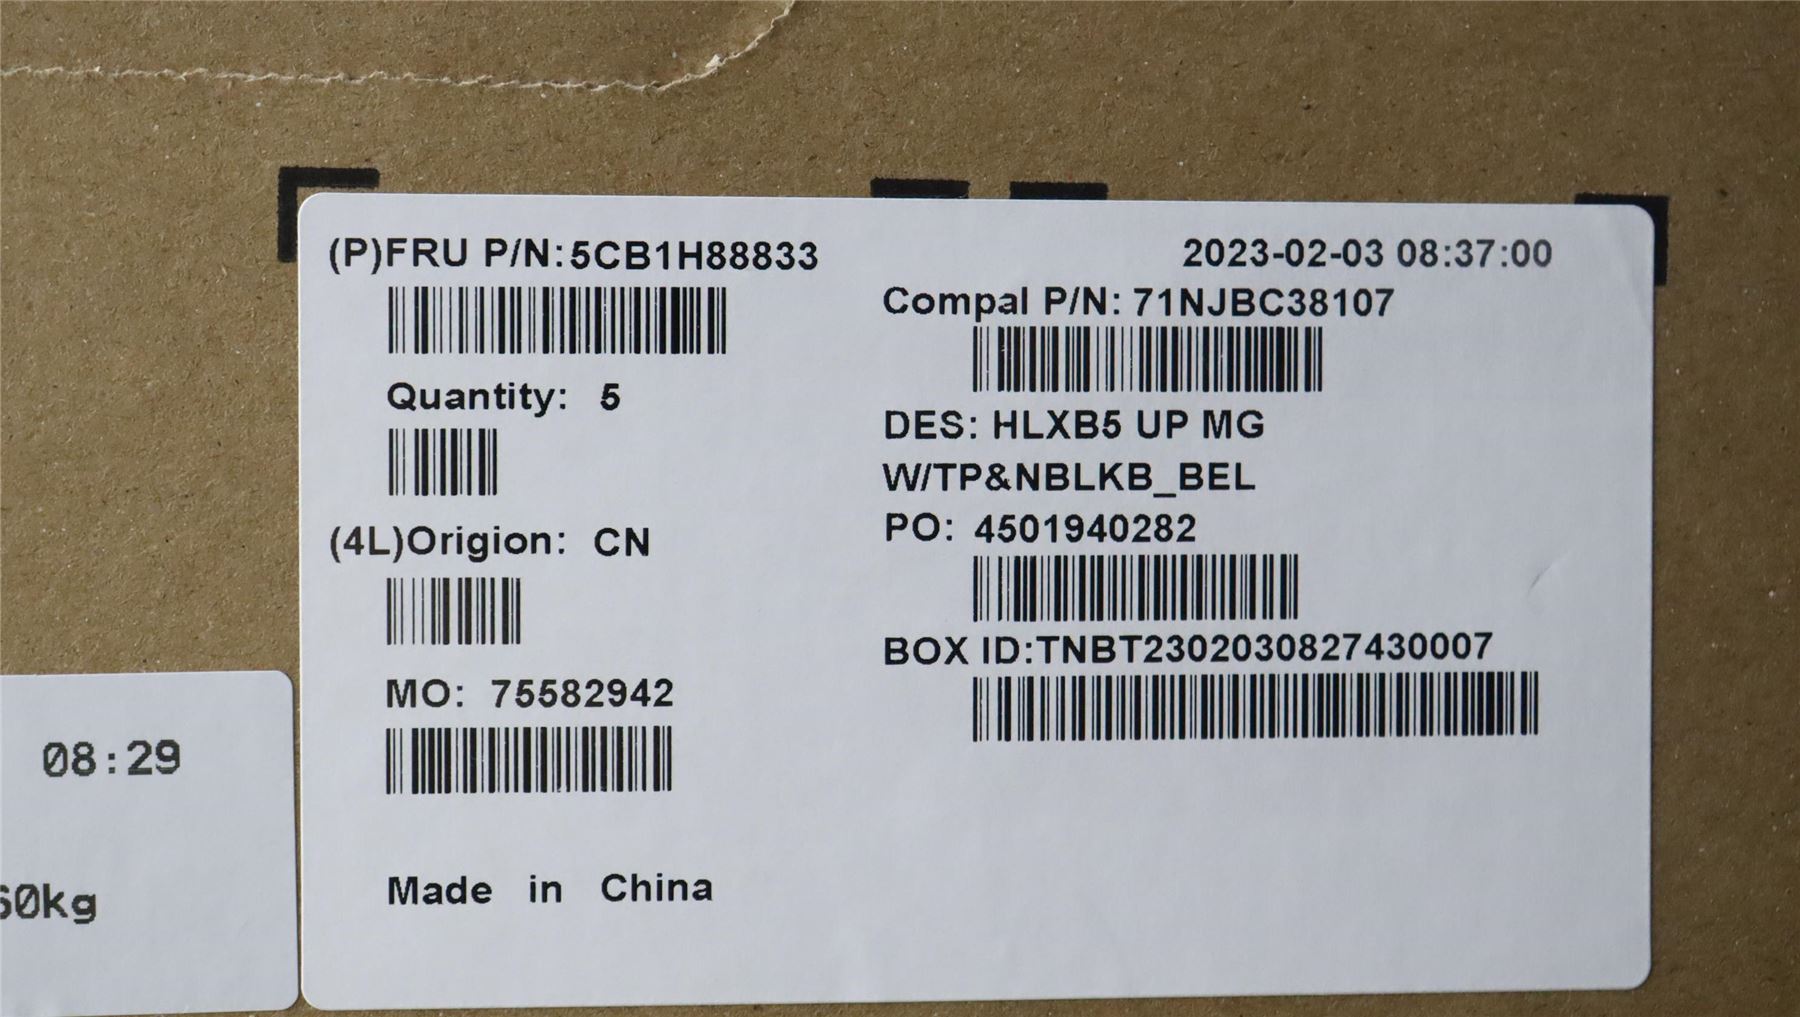 (P)FRU P/N:5CB1H88833
2023-02-03 08:37:00
Compal P/N: 71NJBC38107
Quantity: 5
DES: HLXB5 UP MG
W/TP&NBLKB_BEL
(4L)Origion: CN
PO: 4501940282
BOX ID:TNBT2302030827430007
MO: 75582942
Made in China
08:29
60kg